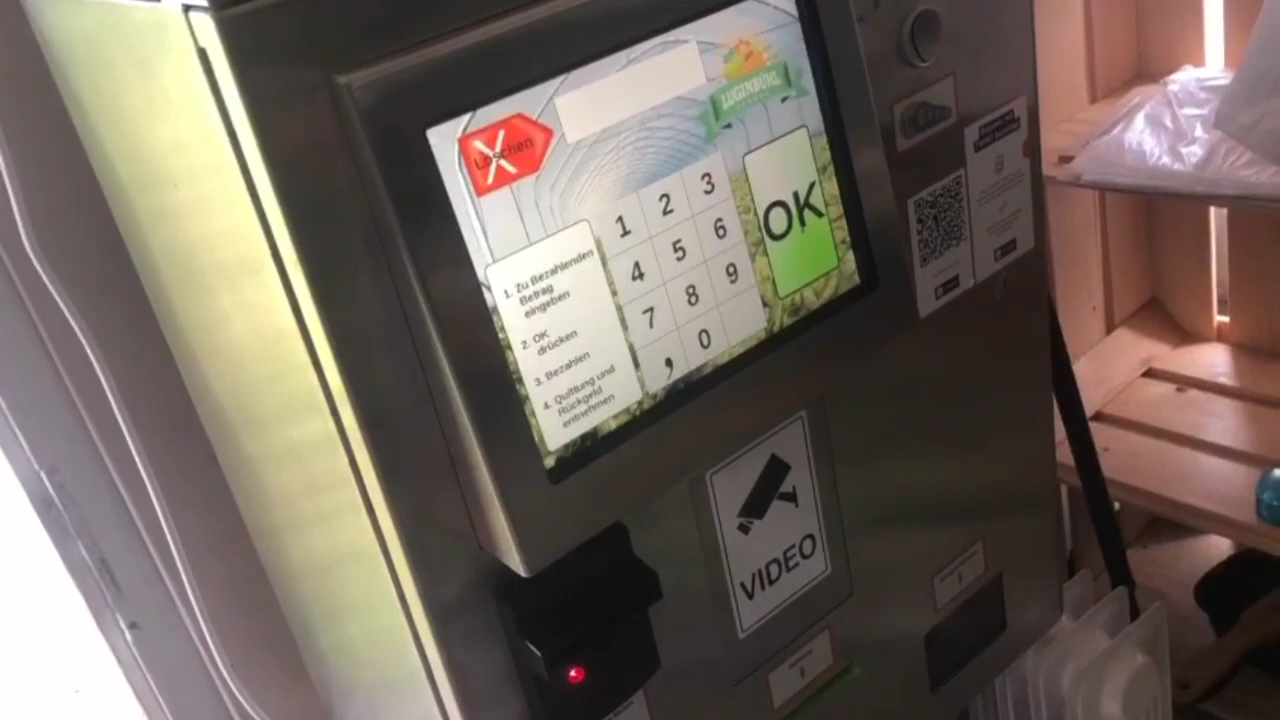 Löschen
LUGINBÜHL
1 2 3
4 5 6
7 8 9
, 0
OK
1. Zu Bezahlenden
Betrag
eingeben
2. OK
drücken
3. Bezahlen
4. Quittung und
Rückgeld
entnehmen
VIDEO